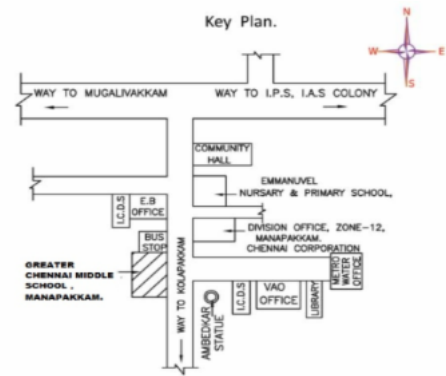 Key Plan.
N
W
E
S
WAY TO MUGALIVAKKAM
WAY TO I.P.S, I.A.S COLONY
COMMUNITY
HALL
EMMANUVEL
NURSARY & PRIMARY SCHOOL,
I.C.D.S
E.B
OFFICE
DIVISION OFFICE, ZONE-12,
MANAPAKKAM.
CHENNAI CORPORATION
BUS
STOP
GREATER
CHENNAI MIDDLE
SCHOOL,
MANAPAKKAM.
WAY TO KOLAPAKKAM
AMBEDKAR
STATUE
I.C.D.S
VAO
OFFICE
LIBRARY
METRO
WATER
OFFICE